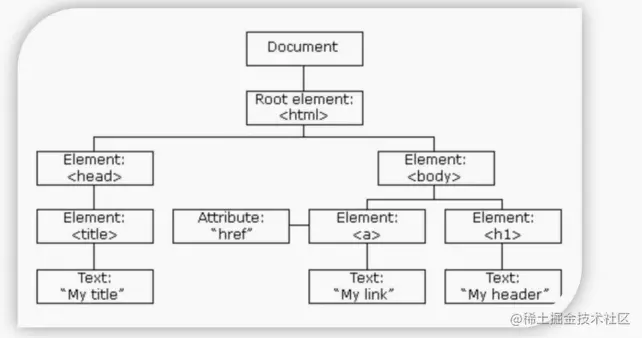 Document
Root element:
<html>
Element:
<head>
Element:
<body>
Element:
<title>
Attribute:
“href”
Element:
<a>
Element:
<h1>
Text:
“My title”
Text:
“My link”
Text:
“My header”
@稀土掘金技术社区